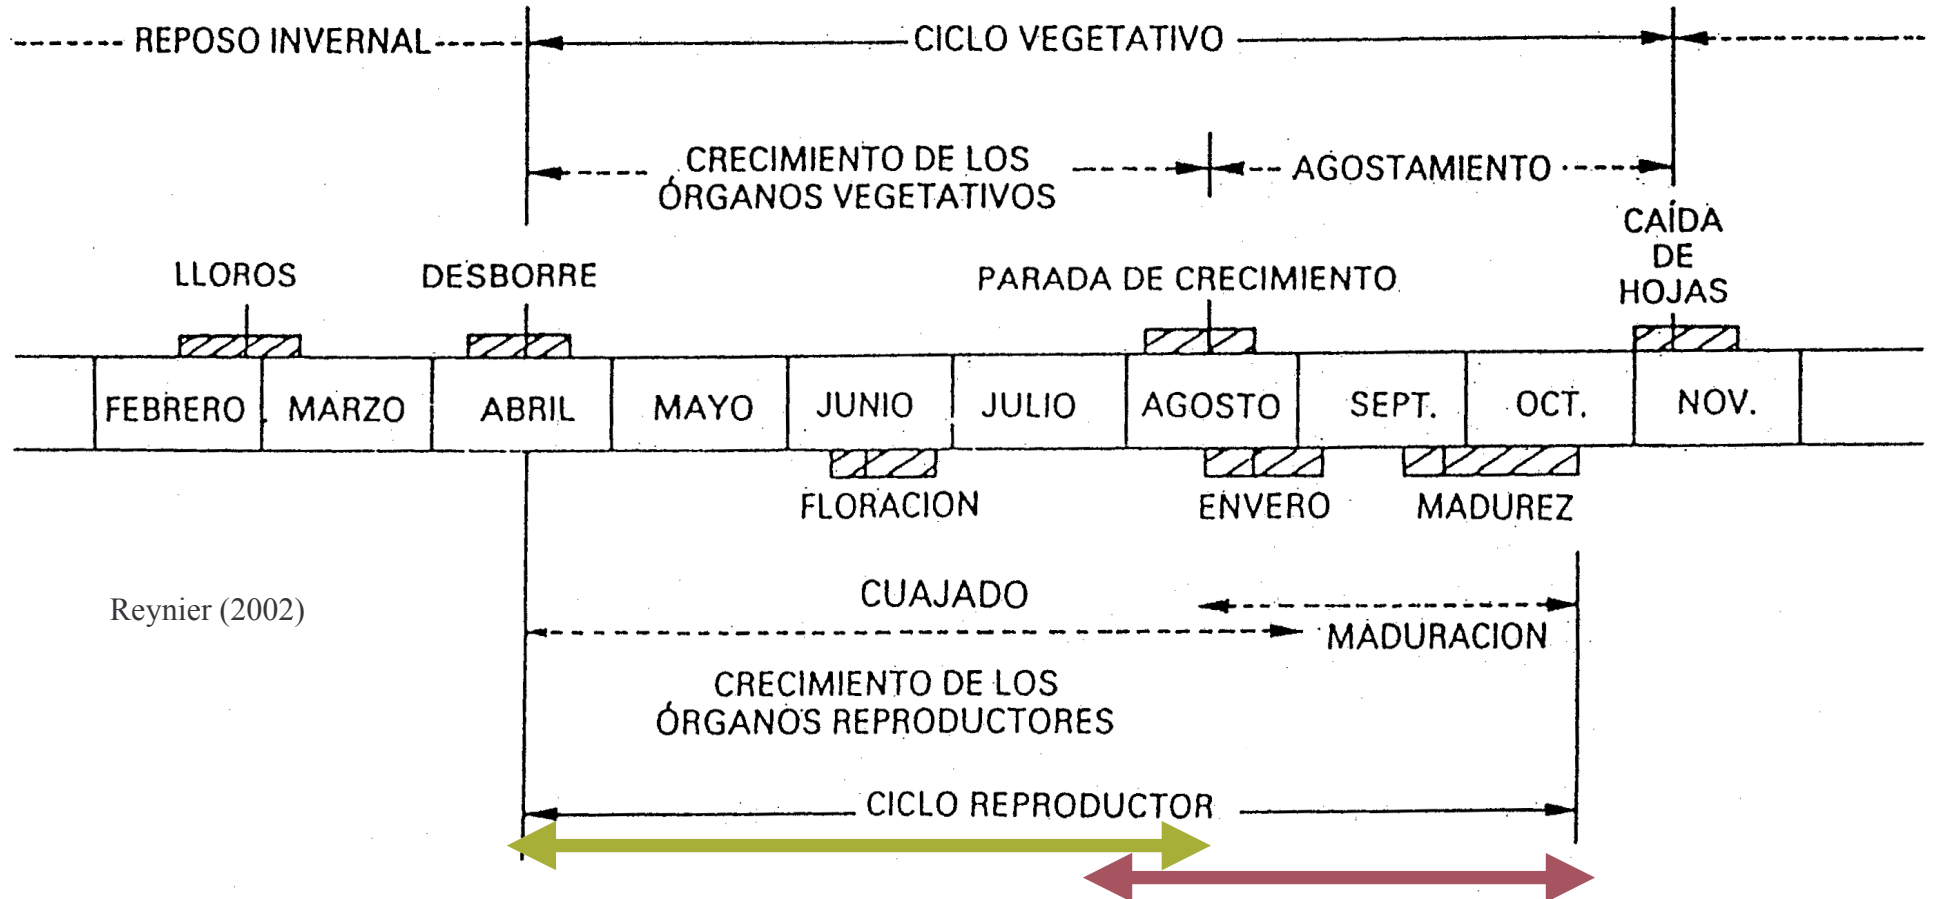 REPOSO INVERNAL
CICLO VEGETATIVO
CRECIMIENTO DE LOS
ÓRGANOS VEGETATIVOS
AGOSTAMIENTO
LLOROS
DESBORRE
PARADA DE CRECIMIENTO
CAÍDA
DE
HOJAS
FEBRERO MARZO ABRIL MAYO JUNIO JULIO AGOSTO SEPT. OCT. NOV.
FLORACION
ENVERO
MADUREZ
Reynier (2002)
CUAJADO
MADURACION
CRECIMIENTO DE LOS
ÓRGANOS REPRODUCTORES
CICLO REPRODUCTOR